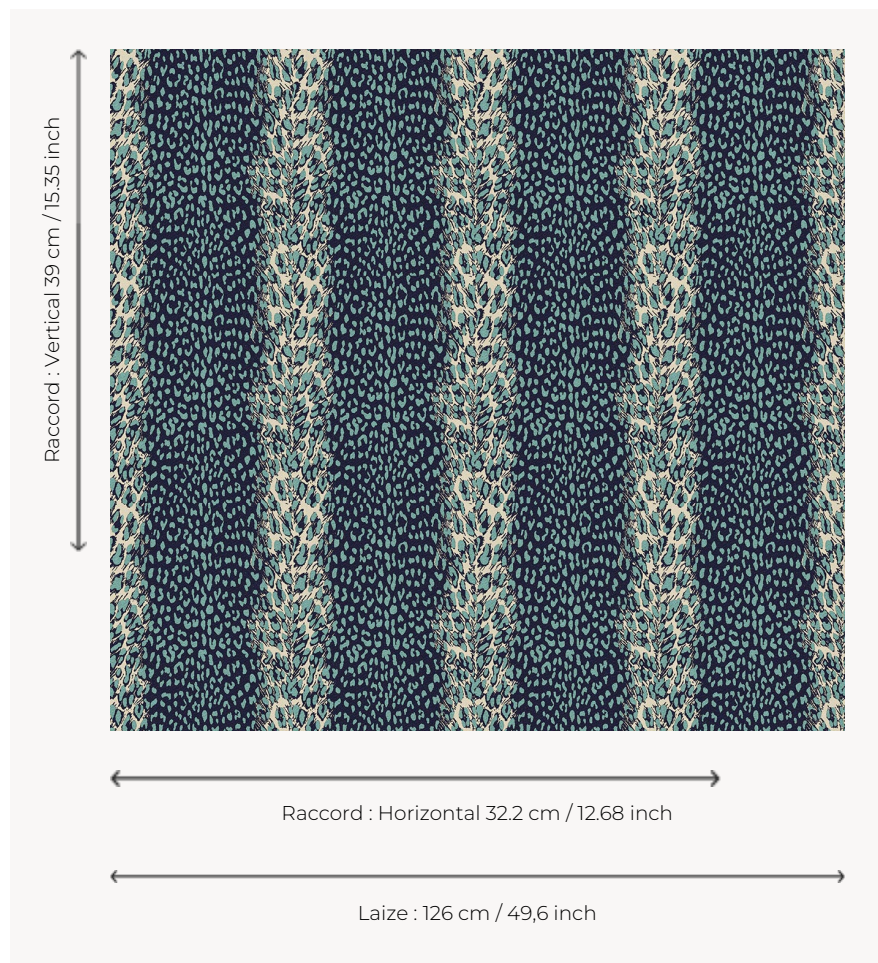 Raccord : Vertical 39 cm / 15.35 inch
Raccord : Horizontal 32.2 cm / 12.68 inch
Laize : 126 cm / 49,6 inch